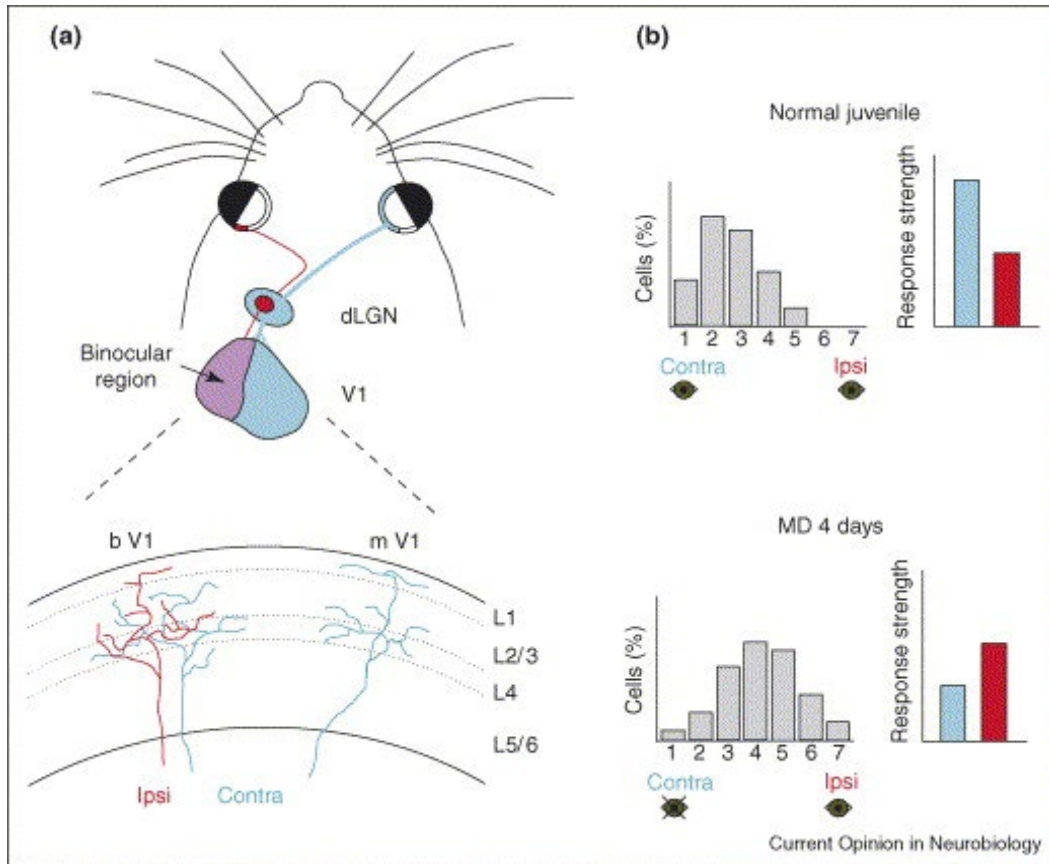 (a)
dLGN
Binocular
region
V1
b V1
m V1
L1
L2/3
L4
L5/6
Ipsi
Contra
(b)
Normal juvenile
Cells (%)
1 2 3 4 5 6 7
Contra
Ipsi
Response strength
MD 4 days
Cells (%)
1 2 3 4 5 6 7
Contra
Ipsi
Response strength
Current Opinion in Neurobiology